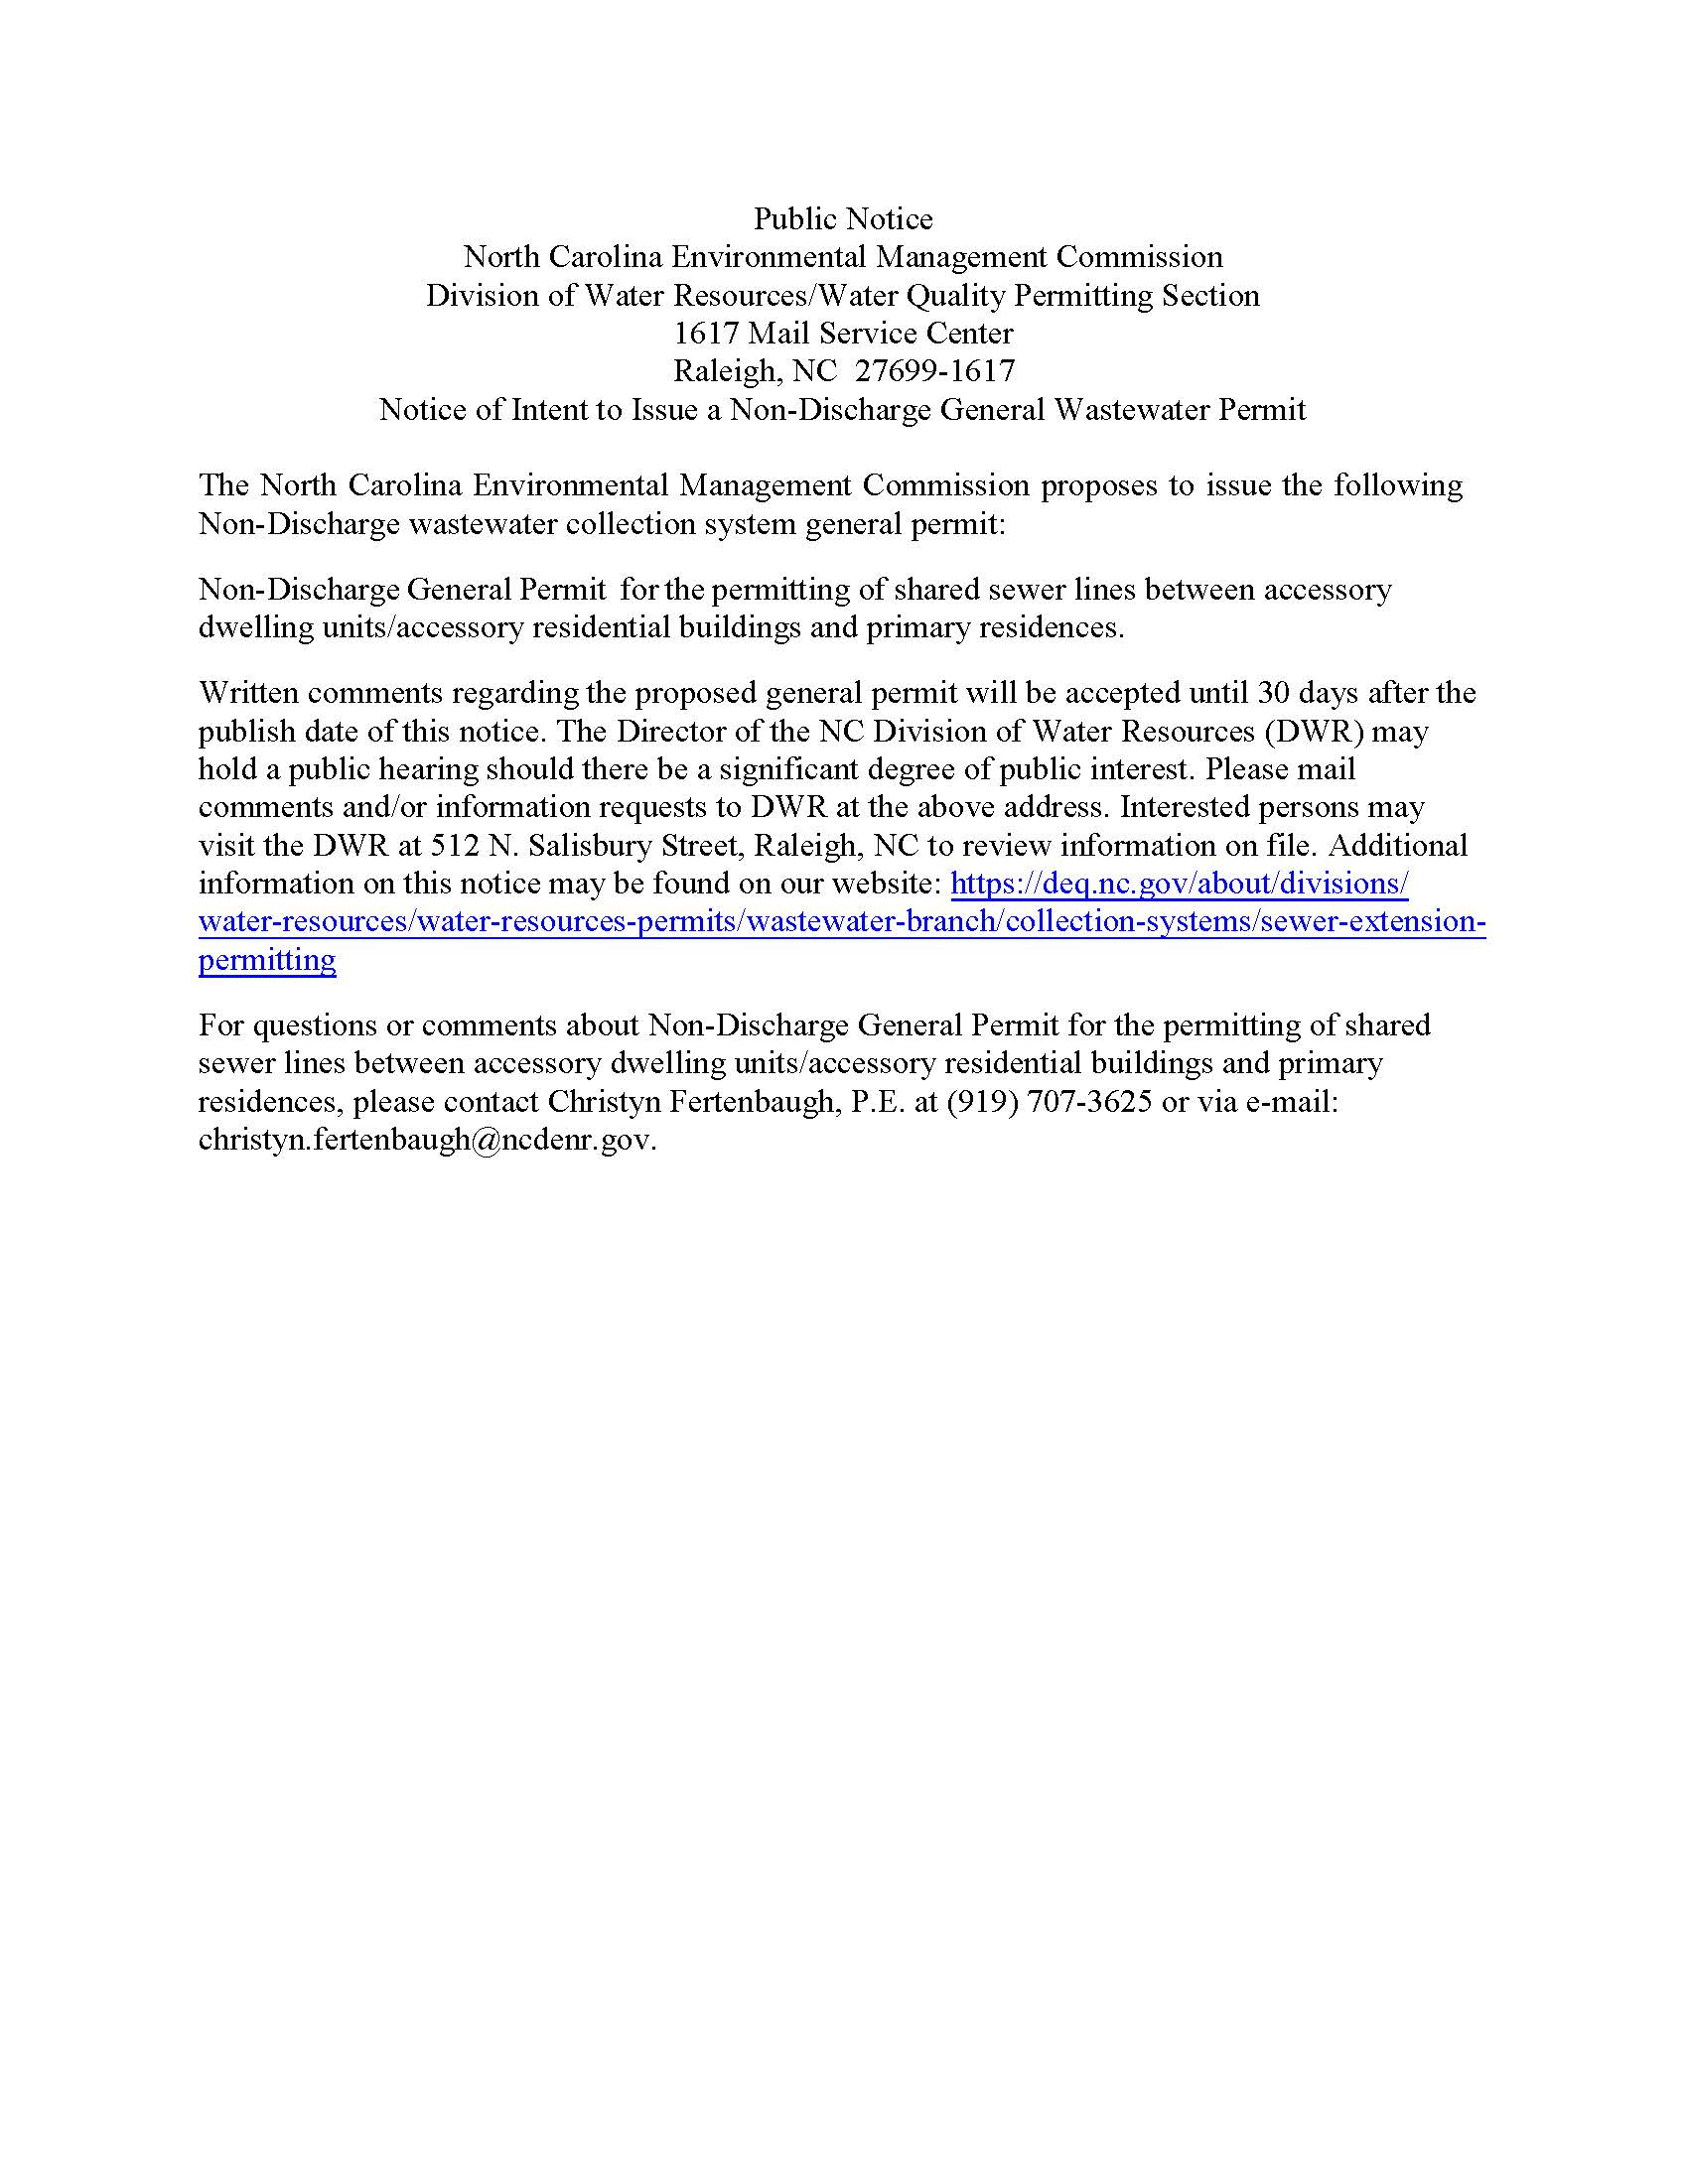 Public Notice
North Carolina Environmental Management Commission
Division of Water Resources/Water Quality Permitting Section
1617 Mail Service Center
Raleigh, NC  27699-1617
Notice of Intent to Issue a Non-Discharge General Wastewater Permit
The North Carolina Environmental Management Commission proposes to issue the following
Non-Discharge wastewater collection system general permit:
Non-Discharge General Permit  for the permitting of shared sewer lines between accessory
dwelling units/accessory residential buildings and primary residences.
Written comments regarding the proposed general permit will be accepted until 30 days after the
publish date of this notice. The Director of the NC Division of Water Resources (DWR) may
hold a public hearing should there be a significant degree of public interest. Please mail
comments and/or information requests to DWR at the above address. Interested persons may
visit the DWR at 512 N. Salisbury Street, Raleigh, NC to review information on file. Additional
information on this notice may be found on our website: https://deq.nc.gov/about/divisions/
water-resources/water-resources-permits/wastewater-branch/collection-systems/sewer-extension-
permitting
For questions or comments about Non-Discharge General Permit for the permitting of shared
sewer lines between accessory dwelling units/accessory residential buildings and primary
residences, please contact Christyn Fertenbaugh, P.E. at (919) 707-3625 or via e-mail:
christyn.fertenbaugh@ncdenr.gov.